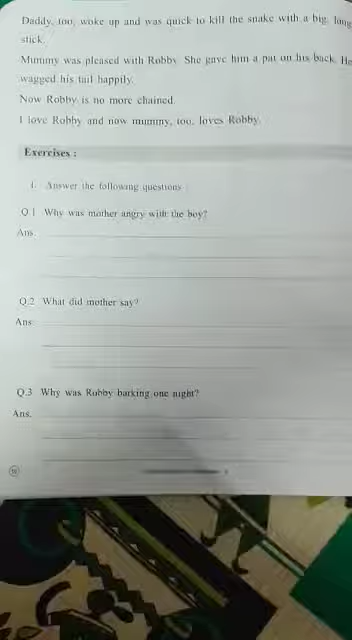 Daddy, too, woke up and was quick to kill the snake with a big, long
stick.
Mummy was pleased with Robby. She gave him a pat on his back. He
wagged his tail happily.
Now Robby is no more chained.
I love Robby and now mummy, too, loves Robby.
Exercises :
1. Answer the following questions :
Q.1 Why was mother angry with the boy?
Ans.
Q.2 What did mother say?
Ans.
Q.3 Why was Robby barking one night?
Ans.